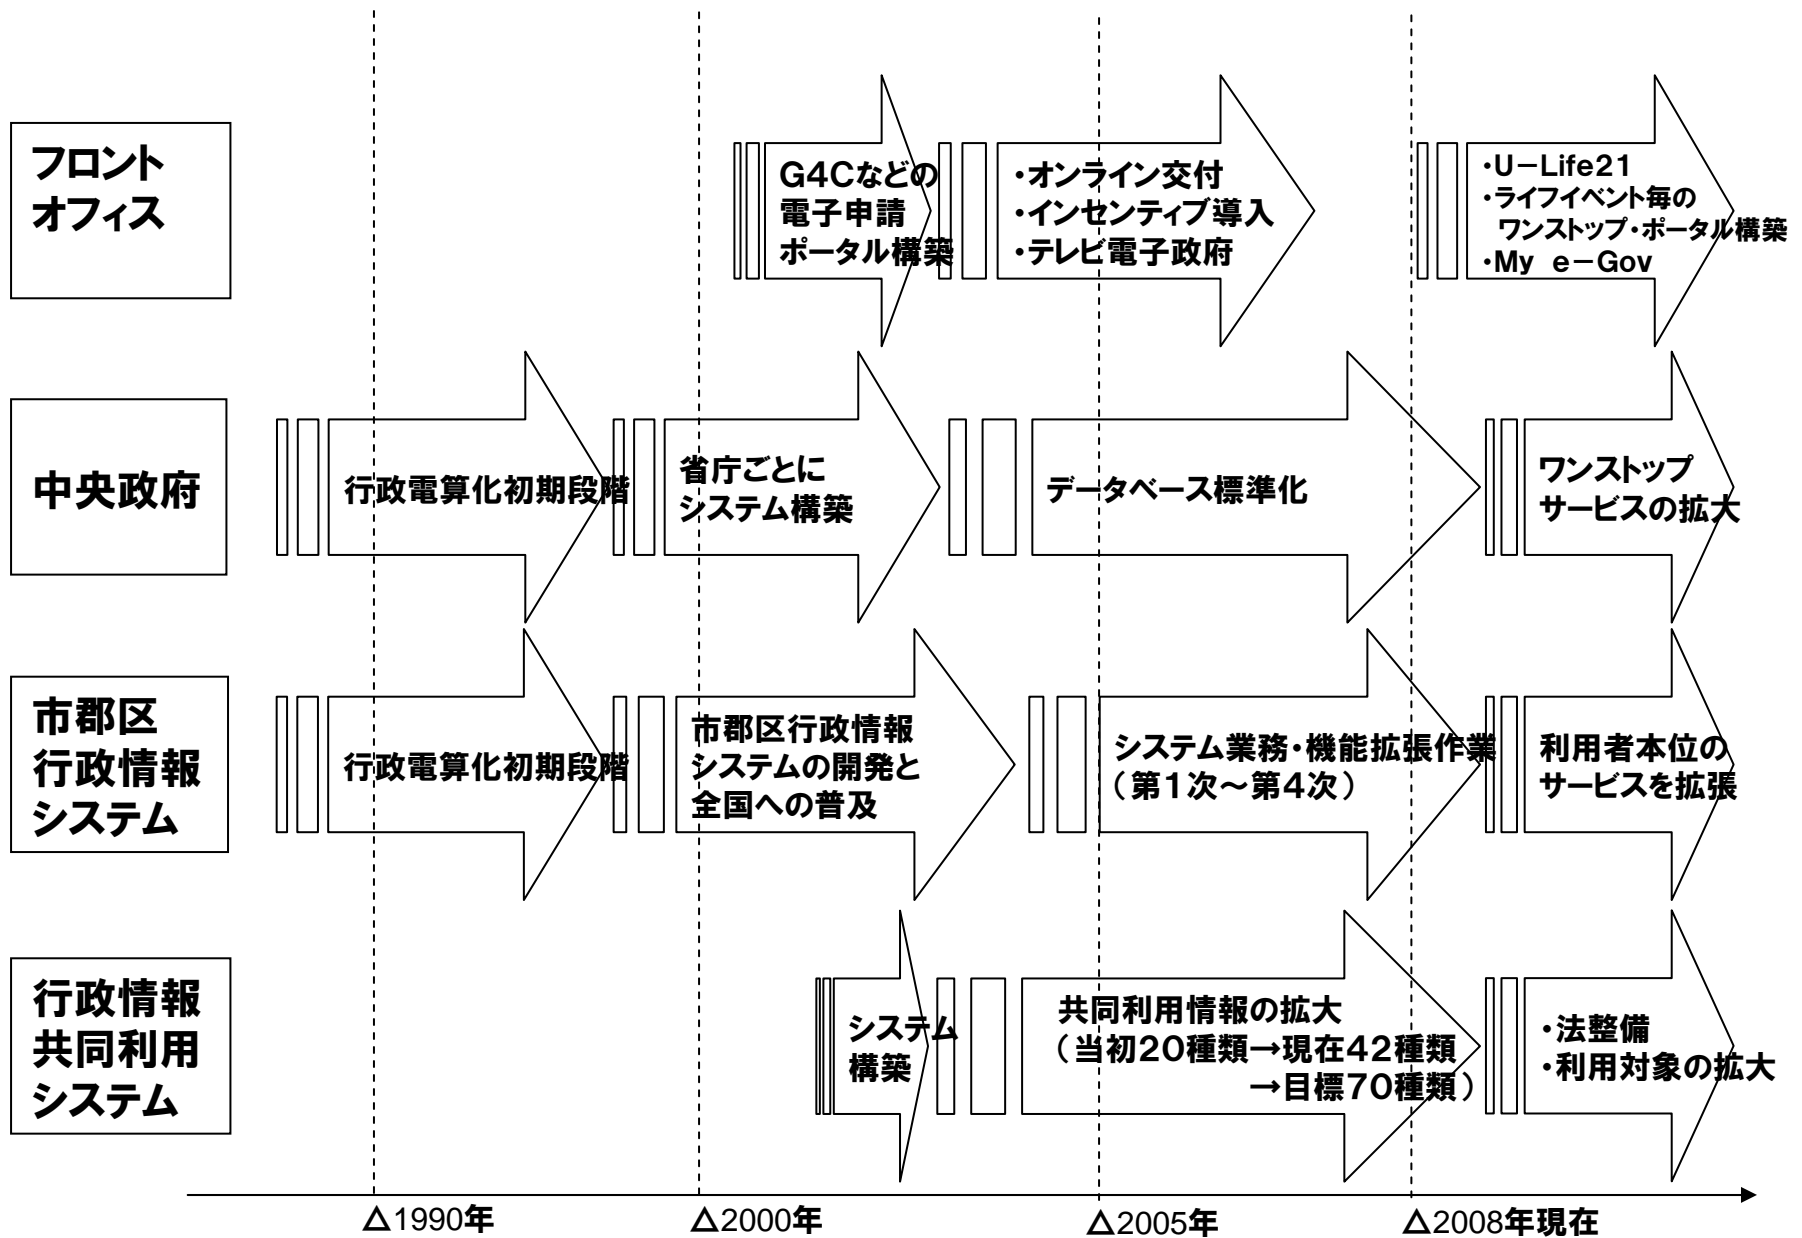 フロント
オフィス
G4Cなどの
電子申請
ポータル構築
・オンライン交付
・インセンティブ導入
・テレビ電子政府
・U－Life21
・ライフイベント毎の
ワンストップ・ポータル構築
・My e－Gov
中央政府
行政電算化初期段階
省庁ごとに
システム構築
データベース標準化
ワンストップ
サービスの拡大
市郡区
行政情報
システム
行政電算化初期段階
市郡区行政情報
システムの開発と
全国への普及
システム業務・機能拡張作業
（第1次～第4次）
利用者本位の
サービスを拡張
行政情報
共同利用
システム
システム
構築
共同利用情報の拡大
（当初20種類→現在42種類
→目標70種類）
・法整備
・利用対象の拡大
△1990年
△2000年
△2005年
△2008年現在